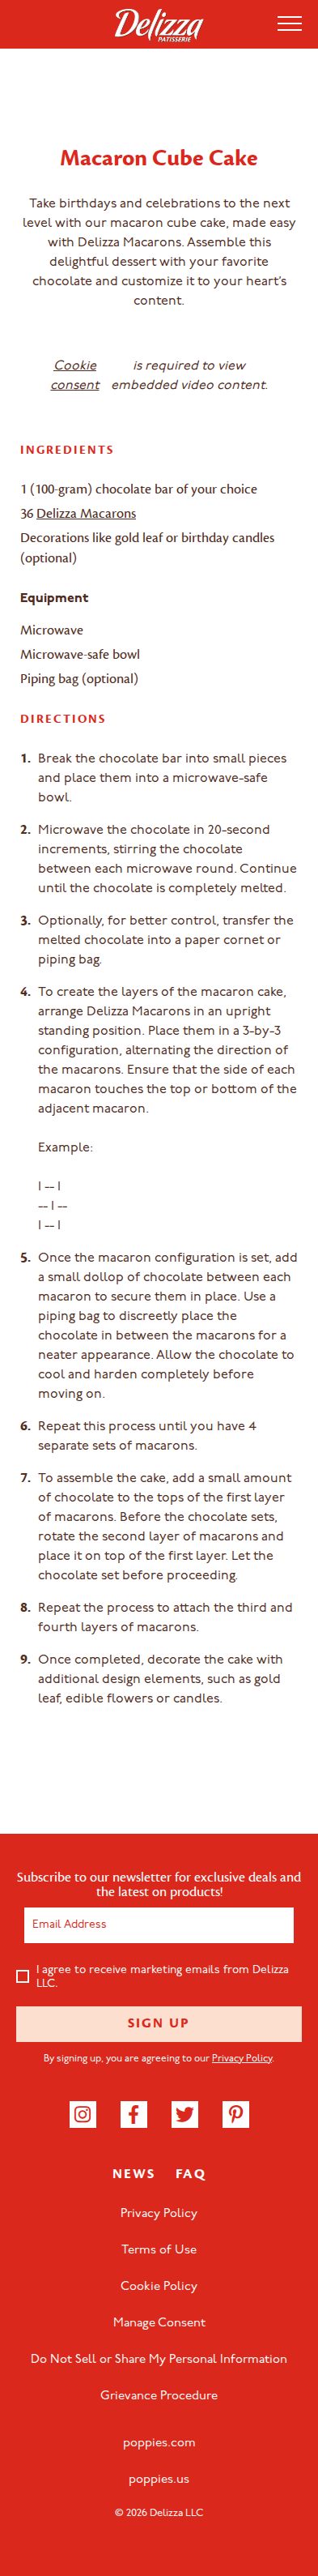 Delizza
PATISSERIE
Macaron Cube Cake
Take birthdays and celebrations to the next
level with our macaron cube cake, made easy
with Delizza Macarons. Assemble this
delightful dessert with your favorite
chocolate and customize it to your heart's
content.
Cookie consent is required to view
embedded video content.
INGREDIENTS
1 (100-gram) chocolate bar of your choice
36 Delizza Macarons
Decorations like gold leaf or birthday candles
(optional)
Equipment
Microwave
Microwave-safe bowl
Piping bag (optional)
DIRECTIONS
1. Break the chocolate bar into small pieces
and place them into a microwave-safe
bowl.
2. Microwave the chocolate in 20-second
increments, stirring the chocolate
between each microwave round. Continue
until the chocolate is completely melted.
3. Optionally, for better control, transfer the
melted chocolate into a paper cornet or
piping bag.
4. To create the layers of the macaron cake,
arrange Delizza Macarons in an upright
standing position. Place them in a 3-by-3
configuration, alternating the direction of
the macarons. Ensure that the side of each
macaron touches the top or bottom of the
adjacent macaron.
Example:
| -- |
-- | --
| -- |
5. Once the macaron configuration is set, add
a small dollop of chocolate between each
macaron to secure them in place. Use a
piping bag to discreetly place the
chocolate in between the macarons for a
neater appearance. Allow the chocolate to
cool and harden completely before
moving on.
6. Repeat this process until you have 4
separate sets of macarons.
7. To assemble the cake, add a small amount
of chocolate to the tops of the first layer
of macarons. Before the chocolate sets,
rotate the second layer of macarons and
place it on top of the first layer. Let the
chocolate set before proceeding.
8. Repeat the process to attach the third and
fourth layers of macarons.
9. Once completed, decorate the cake with
additional design elements, such as gold
leaf, edible flowers or candles.
Subscribe to our newsletter for exclusive deals and
the latest on products!
Email Address
I agree to receive marketing emails from Delizza
LLC.
SIGN UP
By signing up, you are agreeing to our Privacy Policy.
NEWS FAQ
Privacy Policy
Terms of Use
Cookie Policy
Manage Consent
Do Not Sell or Share My Personal Information
Grievance Procedure
poppies.com
poppies.us
© 2026 Delizza LLC